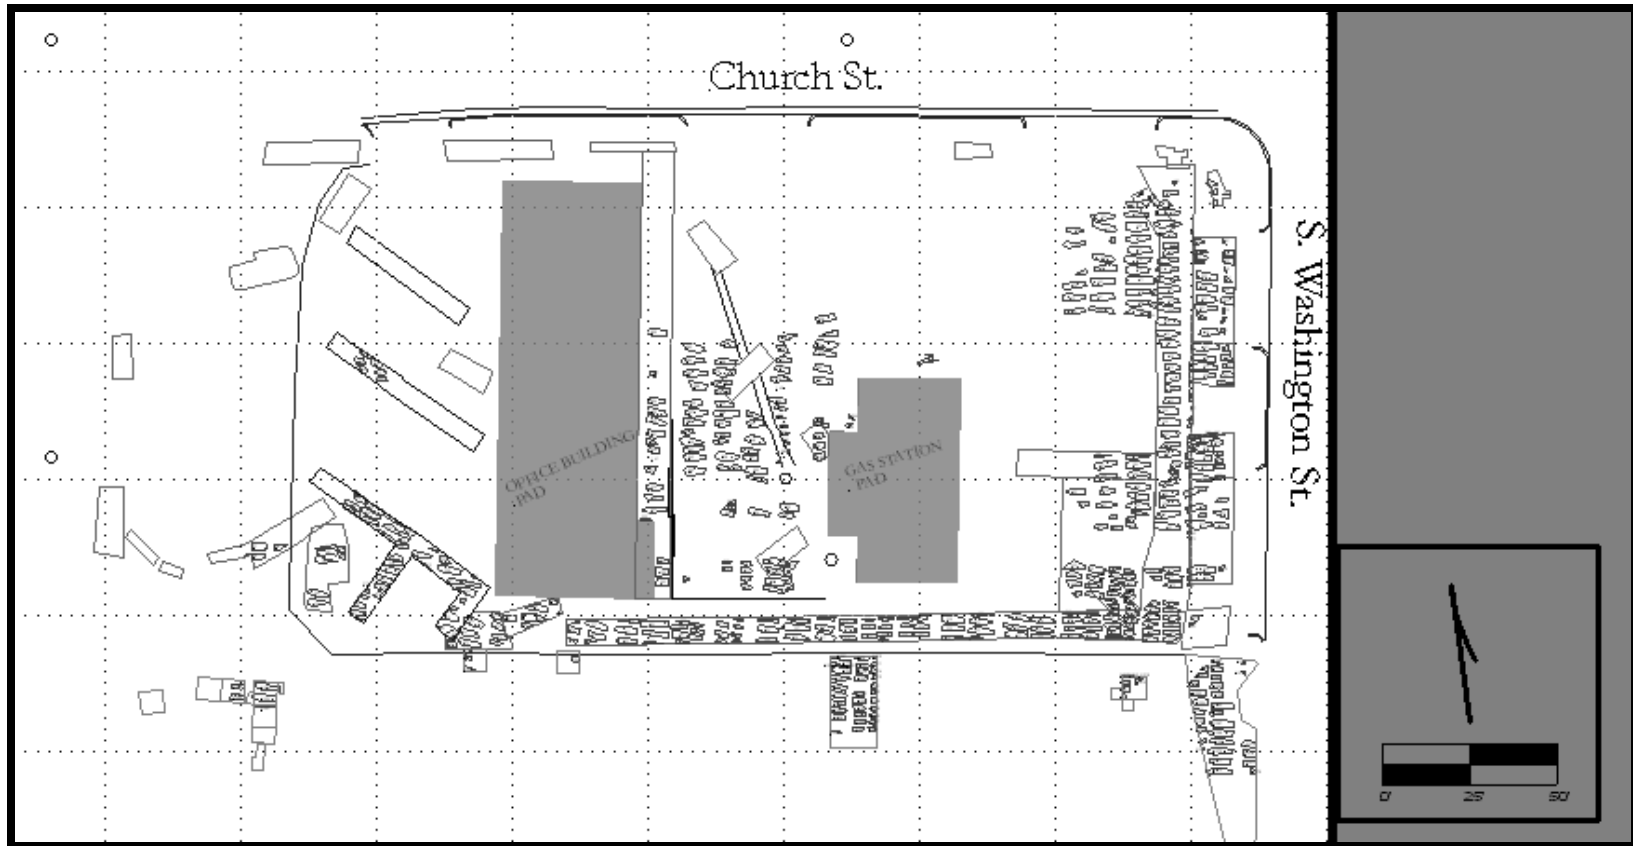 Church St.
S. Washington St.
OFFICE BUILDING
PAD
GAS STATION
PAD
0' 25' 50'